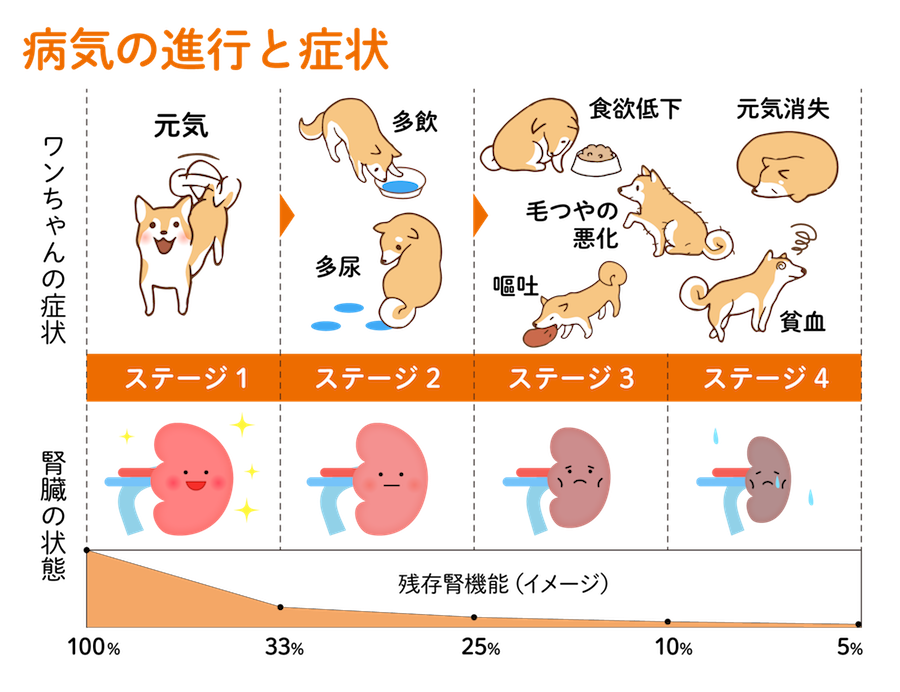 病気の進行と症状
ワンちゃんの症状
元気
多飲
多尿
食欲低下
元気消失
毛つやの
悪化
嘔吐
貧血
ステージ 1
ステージ 2
ステージ 3
ステージ 4
腎臓の状態
残存腎機能（イメージ）
100%
33%
25%
10%
5%